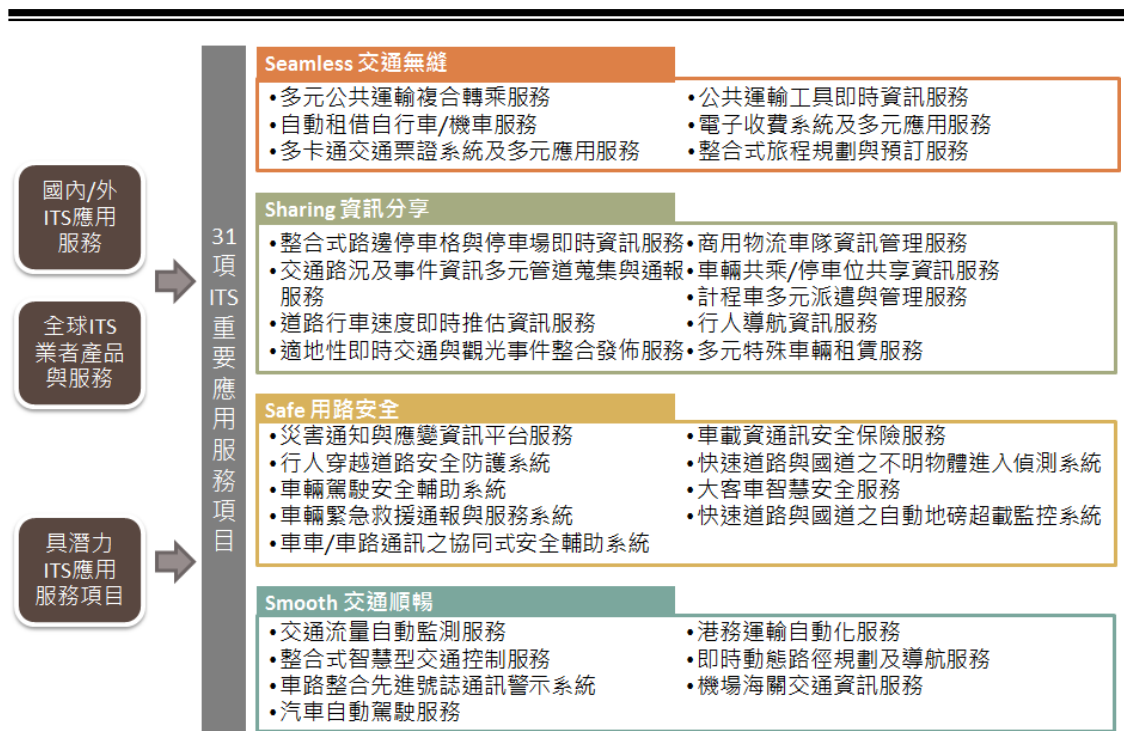 國內/外
ITS應用
服務
全球ITS
業者產品
與服務
具潛力
ITS應用
服務項目
31
項
ITS
重
要
應
用
服
務
項
目
Seamless 交通無縫
•多元公共運輸複合轉乘服務
•自動租借自行車/機車服務
•多卡通交通票證系統及多元應用服務
•公共運輸工具即時資訊服務
•電子收費系統及多元應用服務
•整合式旅程規劃與預訂服務
Sharing 資訊分享
•整合式路邊停車格與停車場即時資訊服務
•交通路況及事件資訊多元管道蒐集與通報
服務
•道路行車速度即時推估資訊服務
•適地性即時交通與觀光事件整合發佈服務
•商用物流車隊資訊管理服務
•車輛共乘/停車位共享資訊服務
•計程車多元派遣與管理服務
•行人導航資訊服務
•多元特殊車輛租賃服務
Safe 用路安全
•災害通知與應變資訊平台服務
•行人穿越道路安全防護系統
•車輛駕駛安全輔助系統
•車輛緊急救援通報與服務系統
•車車/車路通訊之協同式安全輔助系統
•車載資通訊安全保險服務
•快速道路與國道之不明物體進入偵測系統
•大客車智慧安全服務
•快速道路與國道之自動地磅超載監控系統
Smooth 交通順暢
•交通流量自動監測服務
•整合式智慧型交通控制服務
•車路整合先進號誌通訊警示系統
•汽車自動駕駛服務
•港務運輸自動化服務
•即時動態路徑規劃及導航服務
•機場海關交通資訊服務